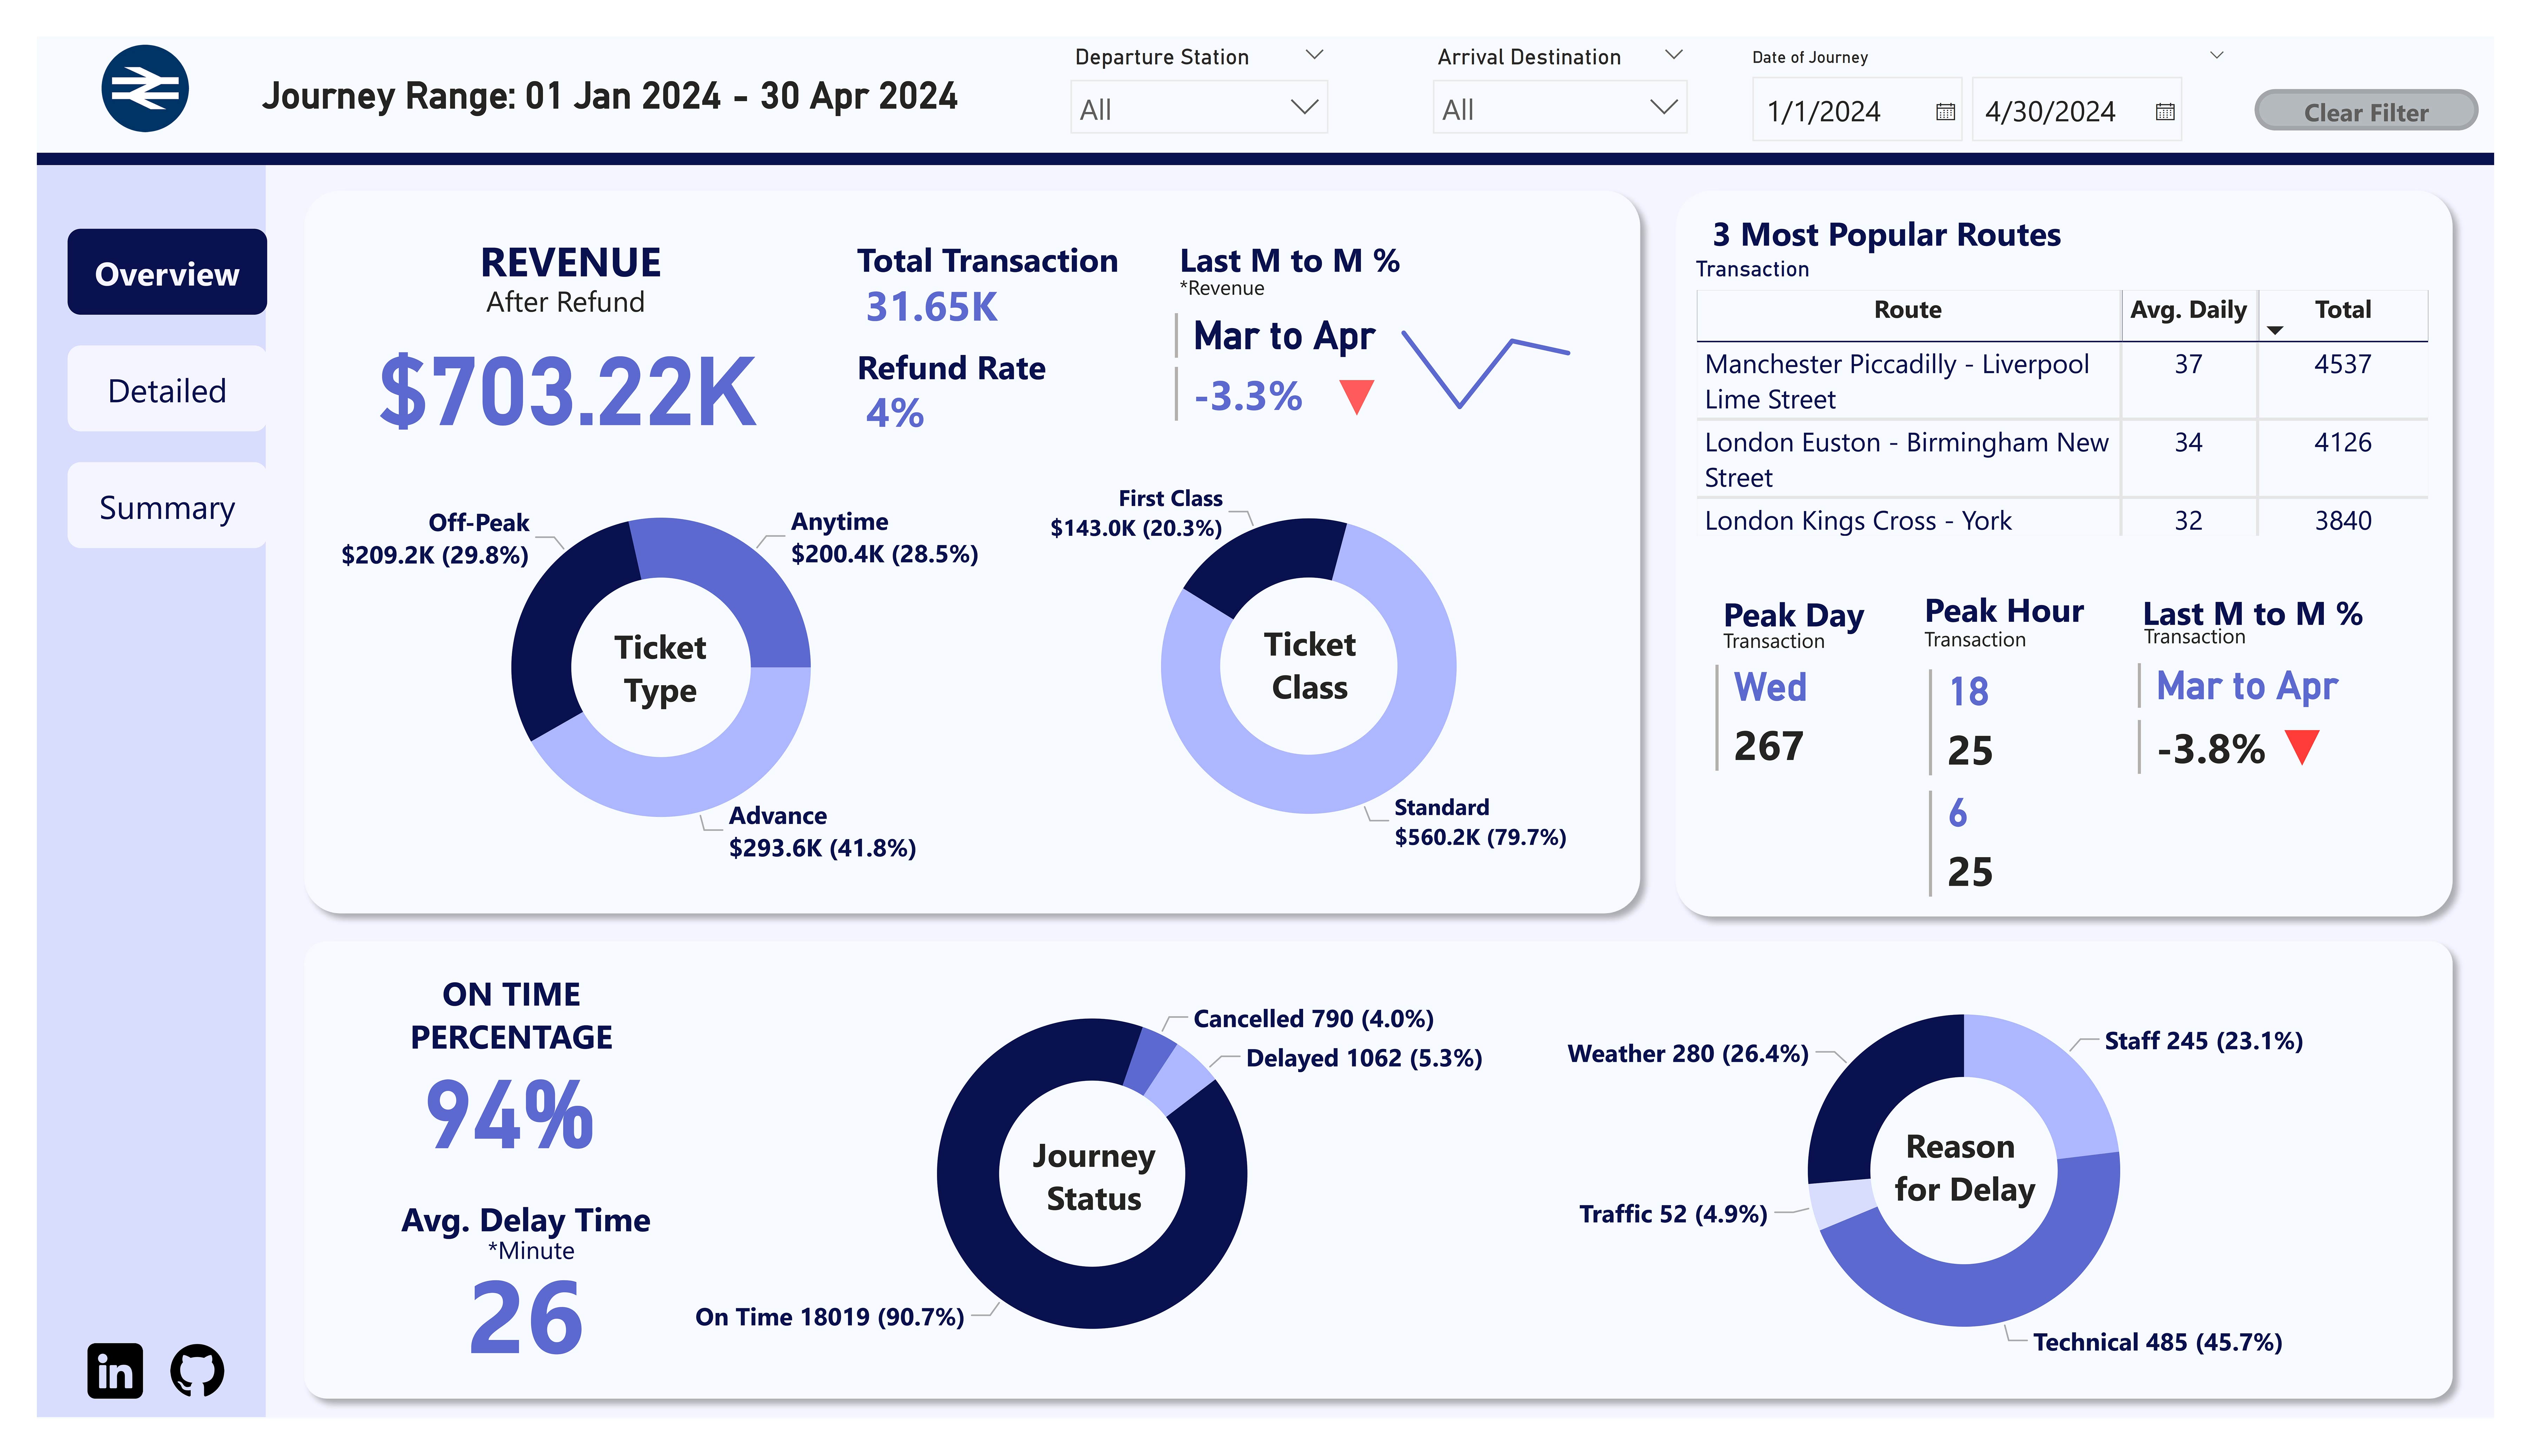 Journey Range: 01 Jan 2024 - 30 Apr 2024
Departure Station
All
Arrival Destination
All
Date of Journey
1/1/2024
4/30/2024
Clear Filter
Overview
Detailed
Summary
REVENUE
After Refund
$703.22K
Total Transaction
31.65K
Refund Rate
4%
Last M to M %
*Revenue
Mar to Apr
-3.3%
Off-Peak
$209.2K (29.8%)
Anytime
$200.4K (28.5%)
Ticket
Type
Advance
$293.6K (41.8%)
First Class
$143.0K (20.3%)
Ticket
Class
Standard
$560.2K (79.7%)
3 Most Popular Routes
Transaction
Route Avg. Daily Total
Manchester Piccadilly - Liverpool
Lime Street 37 4537
London Euston - Birmingham New
Street 34 4126
London Kings Cross - York 32 3840
Peak Day
Transaction
Wed
267
Peak Hour
Transaction
18
25
6
25
Last M to M %
Transaction
Mar to Apr
-3.8%
ON TIME
PERCENTAGE
94%
Avg. Delay Time
*Minute
26
Cancelled 790 (4.0%)
Delayed 1062 (5.3%)
Journey
Status
On Time 18019 (90.7%)
Weather 280 (26.4%)
Staff 245 (23.1%)
Reason
for Delay
Traffic 52 (4.9%)
Technical 485 (45.7%)
in